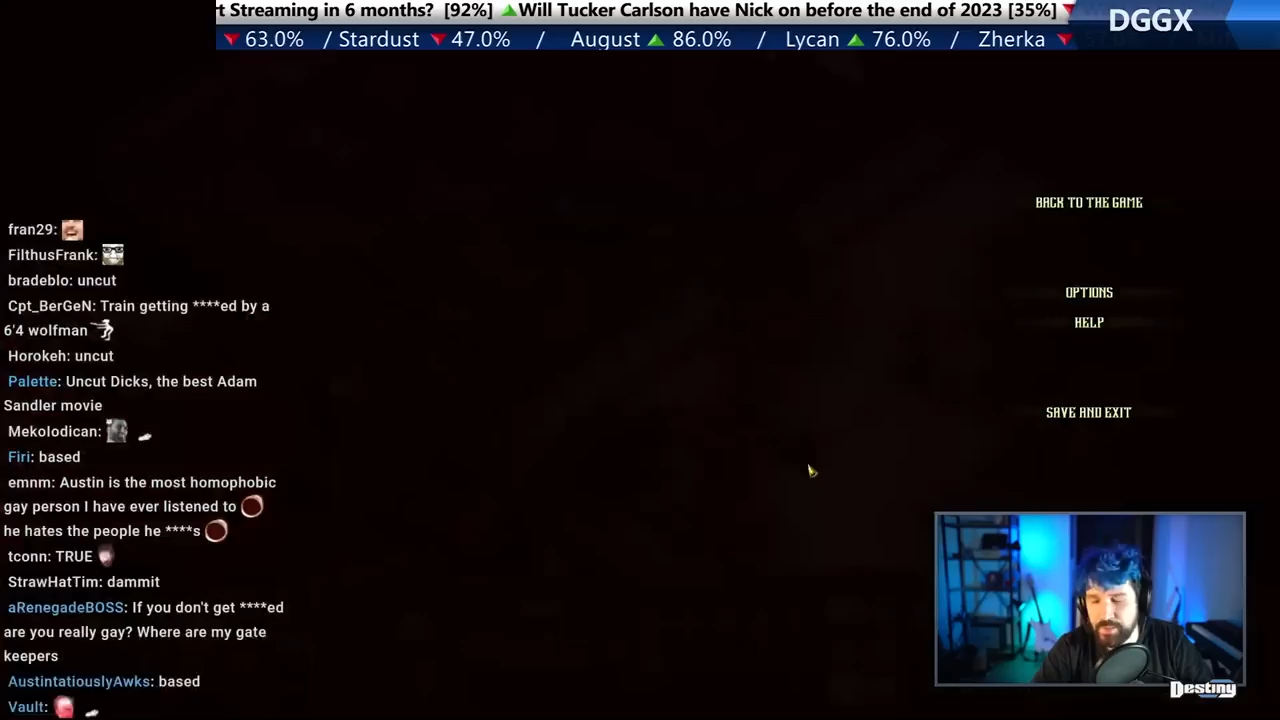 t Streaming in 6 months? [92%] Will Tucker Carlson have Nick on before the end of 2023 [35%]
DGGX
63.0% / Stardust 47.0% / August 86.0% / Lycan 76.0% / Zherka
BACK TO THE GAME
OPTIONS
HELP
SAVE AND EXIT
fran29:
FilthusFrank:
bradeblo: uncut
Cpt_BerGeN: Train getting ****ed by a
6'4 wolfman
Horokeh: uncut
Palette: Uncut Dicks, the best Adam
Sandler movie
Mekolodican:
Firi: based
emnm: Austin is the most homophobic
gay person I have ever listened to
he hates the people he ****s
tconn: TRUE
StrawHatTim: dammit
aRenegadeBOSS: If you don't get ****ed
are you really gay? Where are my gate
keepers
AustintatiouslyAwks: based
Vault:
Destiny